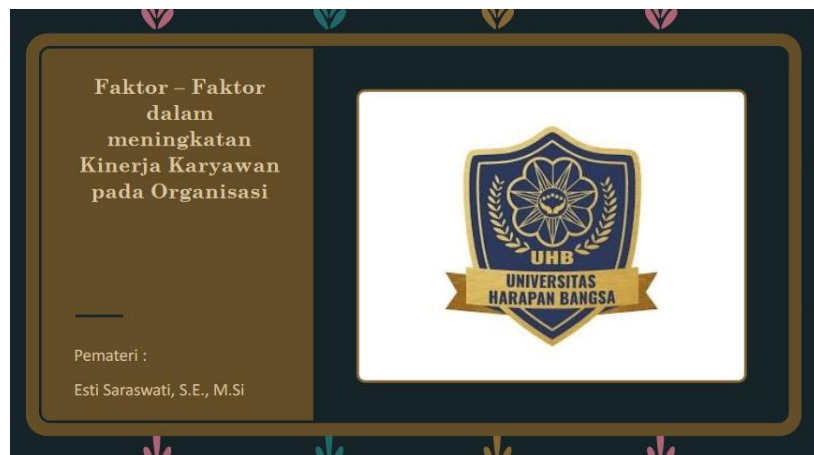 Faktor – Faktor
dalam
meningkatan
Kinerja Karyawan
pada Organisasi
Pemateri :
Esti Saraswati, S.E., M.Si
UHB
UNIVERSITAS
HARAPAN BANGSA